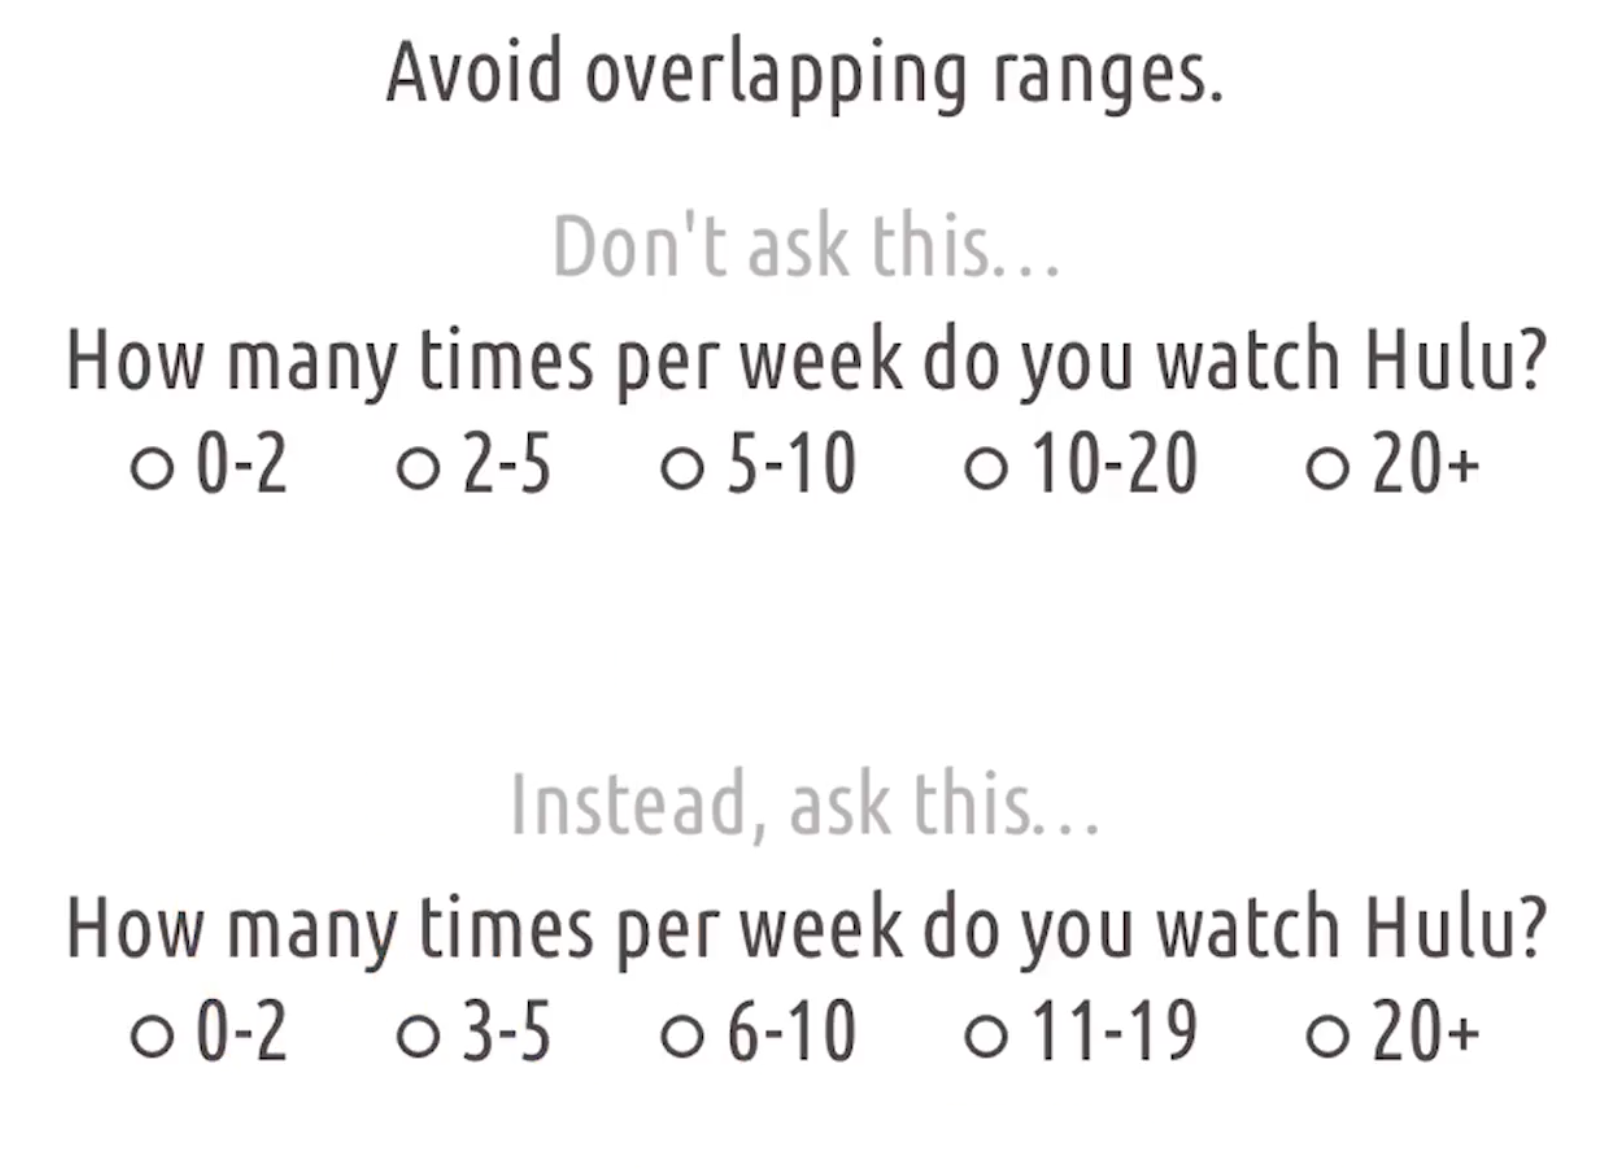 Avoid overlapping ranges.
Don't ask this...
How many times per week do you watch Hulu?
0-2 2-5 5-10 10-20 20+
Instead, ask this...
How many times per week do you watch Hulu?
0-2 3-5 6-10 11-19 20+